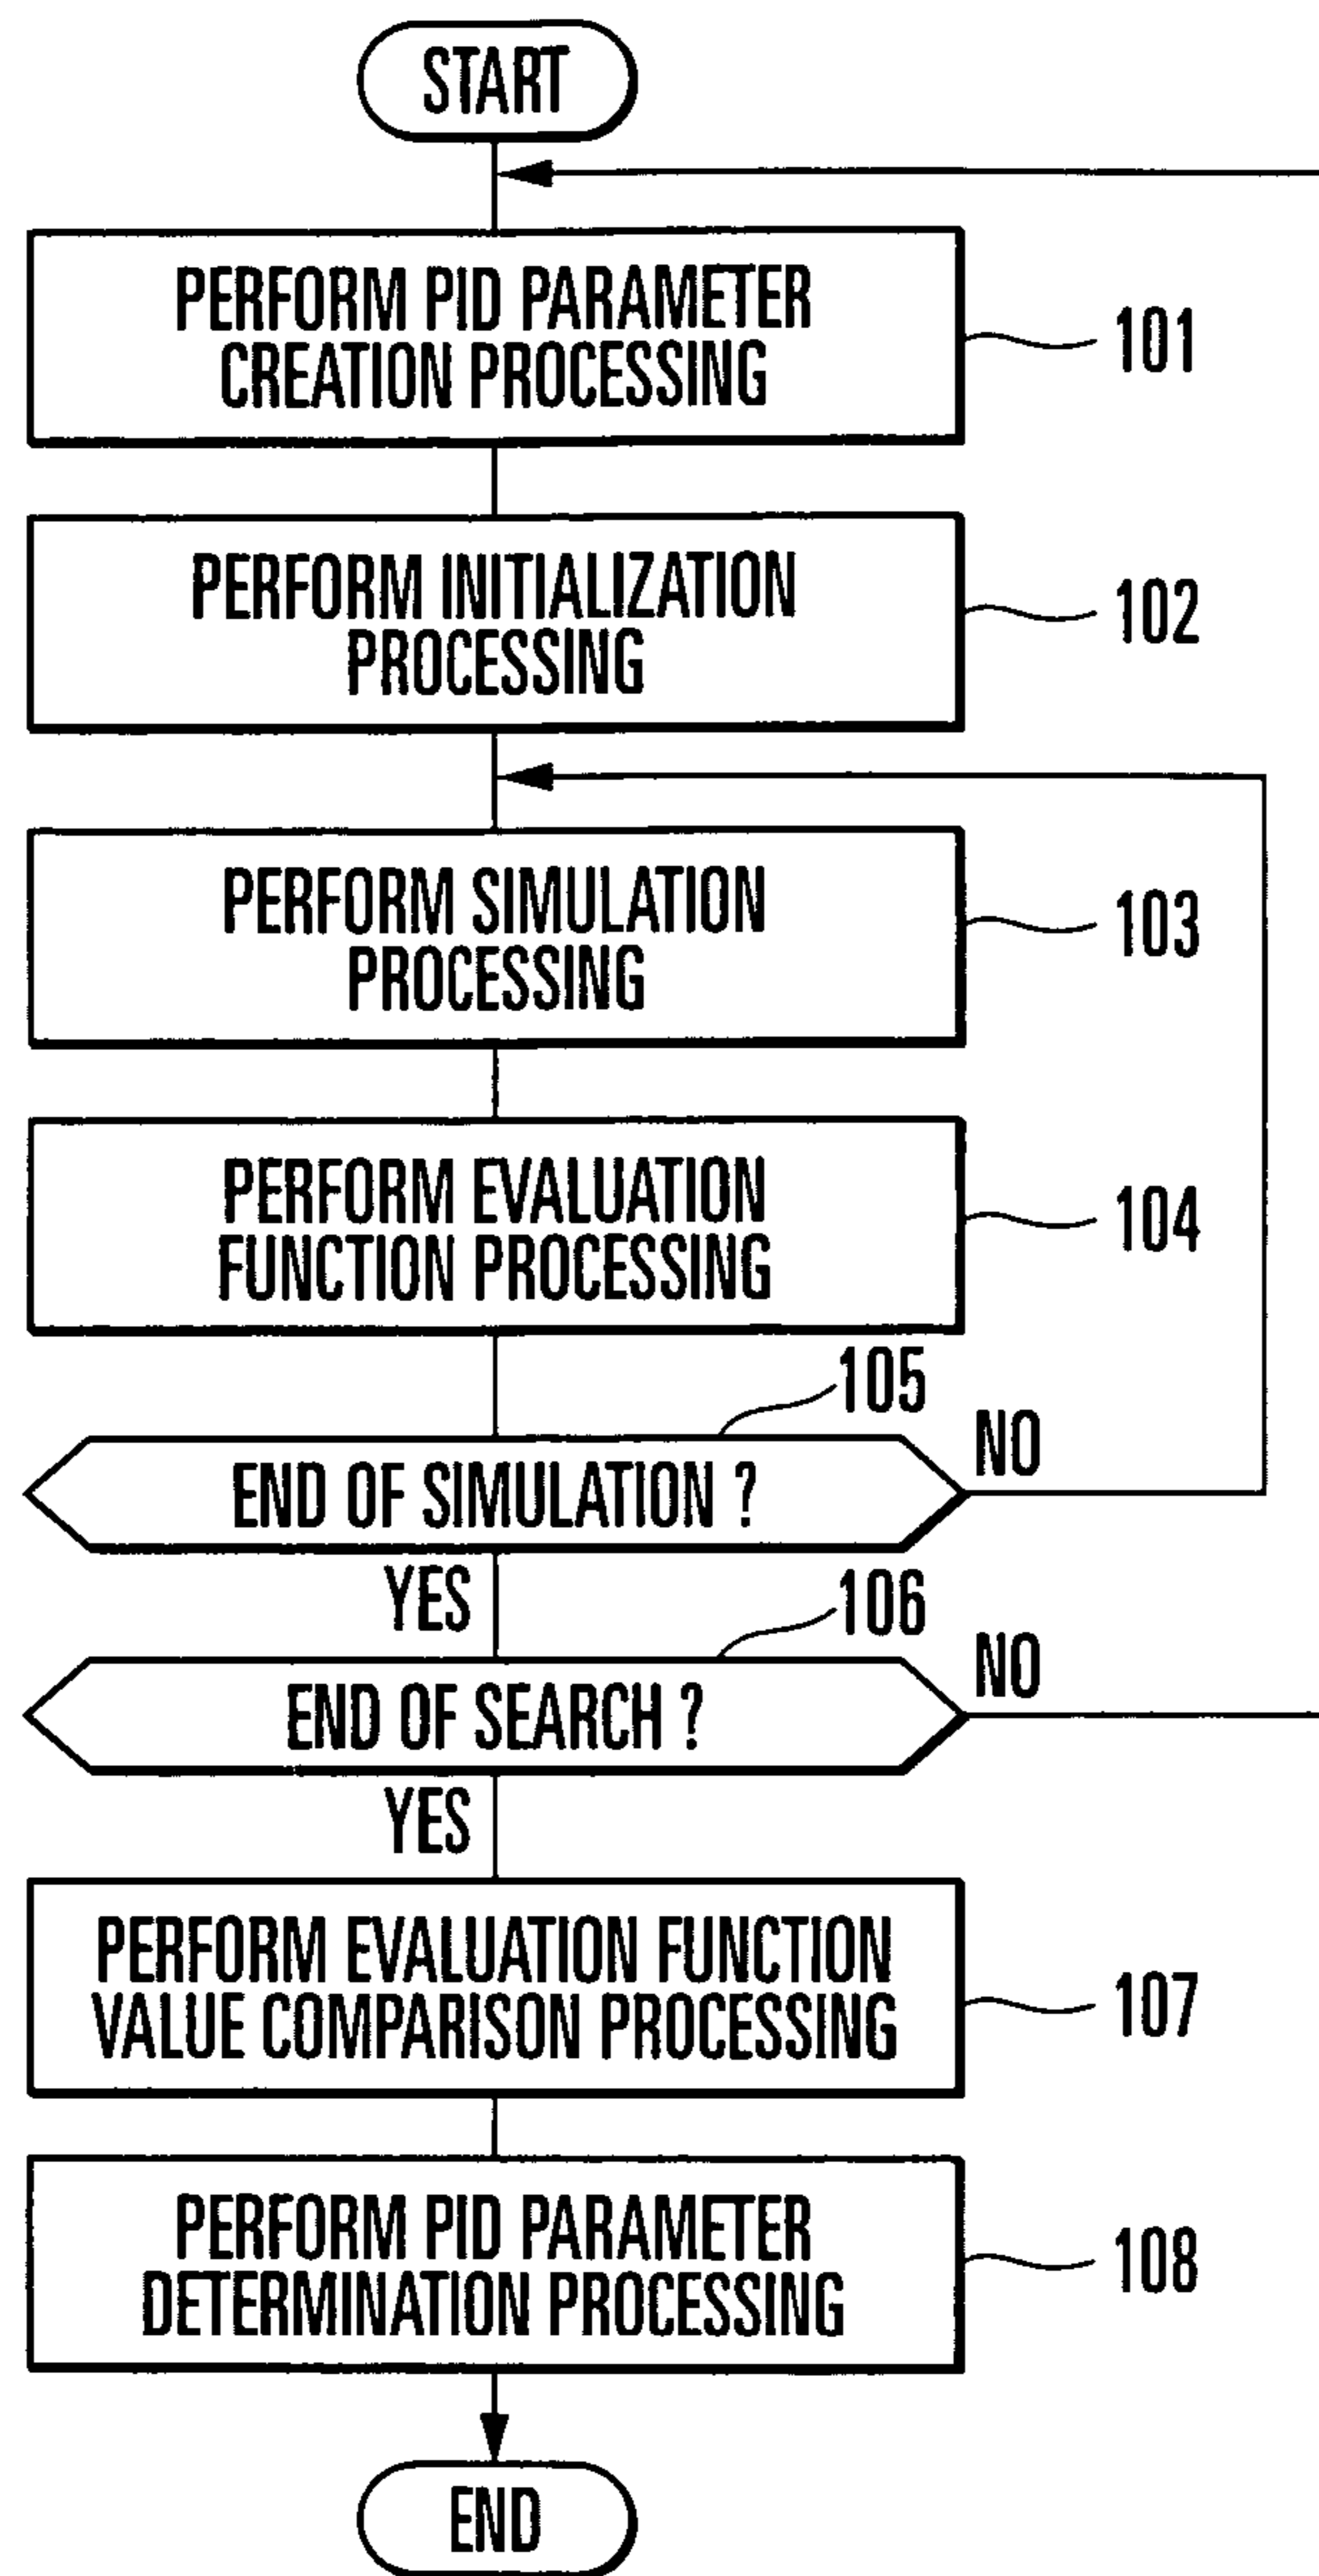 START
PERFORM PID PARAMETER
CREATION PROCESSING
101
PERFORM INITIALIZATION
PROCESSING
102
PERFORM SIMULATION
PROCESSING
103
PERFORM EVALUATION
FUNCTION PROCESSING
104
105
END OF SIMULATION ?
NO
YES
106
END OF SEARCH ?
NO
YES
PERFORM EVALUATION FUNCTION
VALUE COMPARISON PROCESSING
107
PERFORM PID PARAMETER
DETERMINATION PROCESSING
108
END